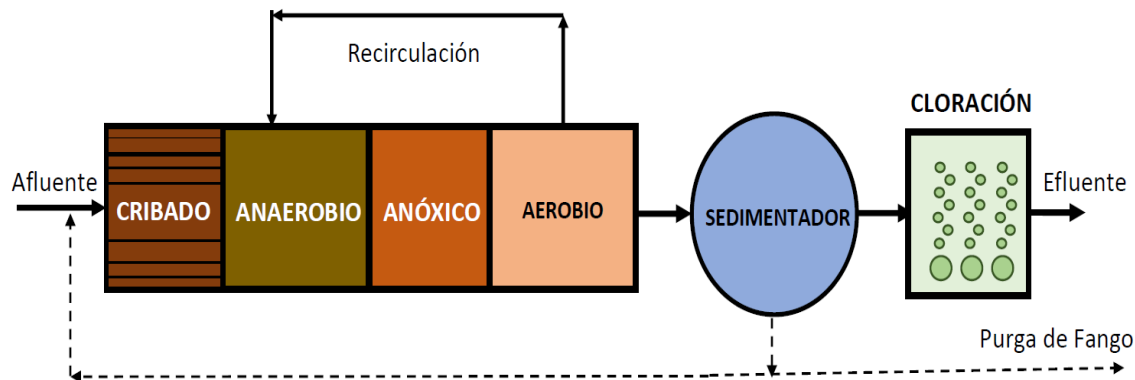 Recirculación
CLORACIÓN
Afluente
CRIBADO
ANAEROBIO
ANÓXICO
AEROBIO
SEDIMENTADOR
Efluente
Purga de Fango